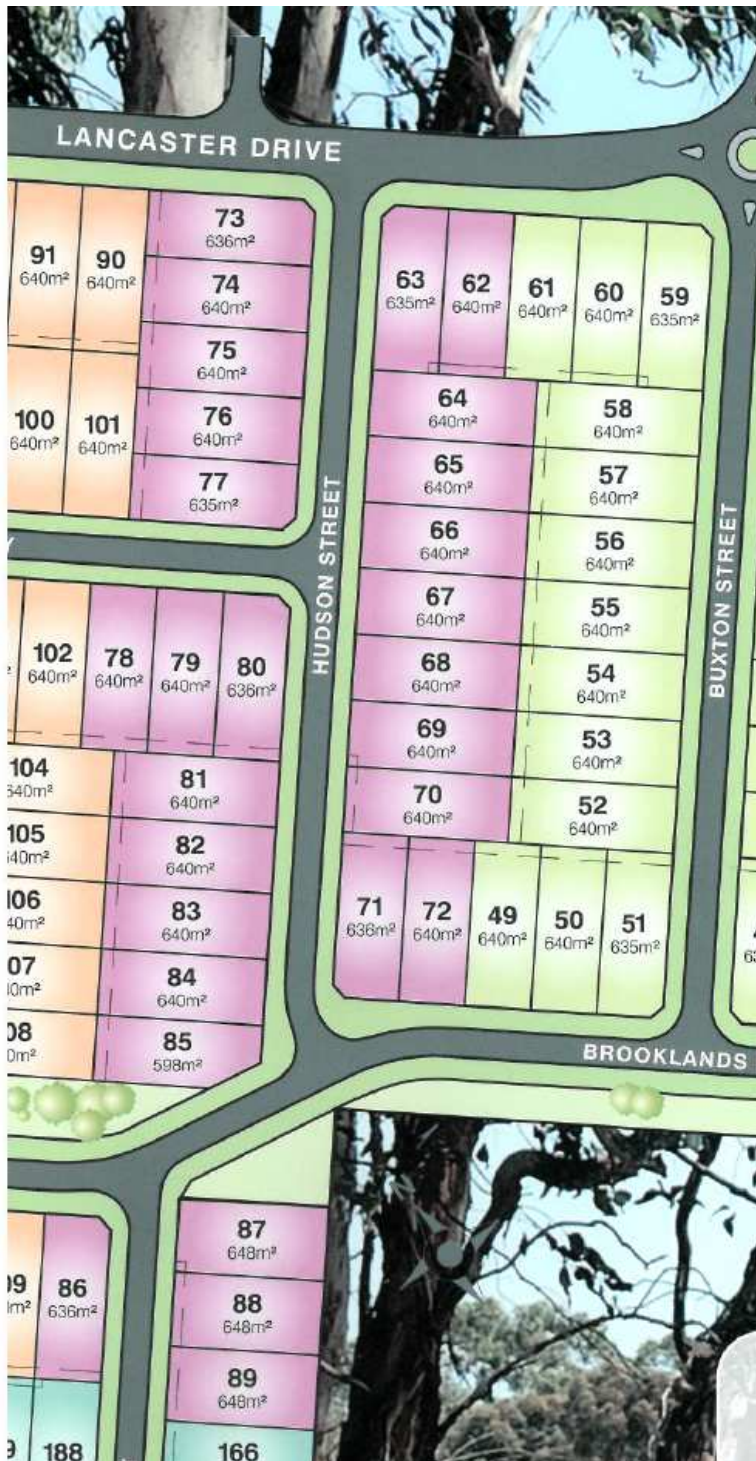 LANCASTER DRIVE
91
640m²
90
640m²
73
636m²
74
640m²
75
640m²
76
640m²
77
635m²
100
640m²
101
640m²
63
635m²
62
640m²
61
640m²
60
640m²
59
635m²
64
640m²
65
640m²
66
640m²
67
640m²
68
640m²
69
640m²
70
640m²
58
640m²
57
640m²
56
640m²
55
640m²
54
640m²
53
640m²
52
640m²
71
636m²
72
640m²
49
640m²
50
640m²
51
635m²
HUDSON STREET
BUXTON STREET
102
640m²
78
640m²
79
640m²
80
636m²
104
640m²
105
106
81
640m²
82
640m²
83
640m²
84
640m²
85
598m²
BROOKLANDS
86
636m²
87
648m²
88
648m²
89
648m²
188
166